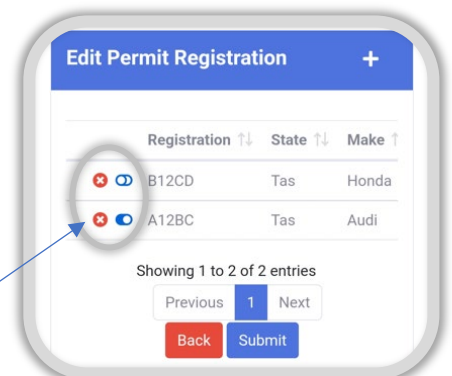 Edit Permit Registration +
Registration ↑↓ State ↑↓ Make ↑
B12CD Tas Honda
A12BC Tas Audi
Showing 1 to 2 of 2 entries
Previous 1 Next
Back Submit